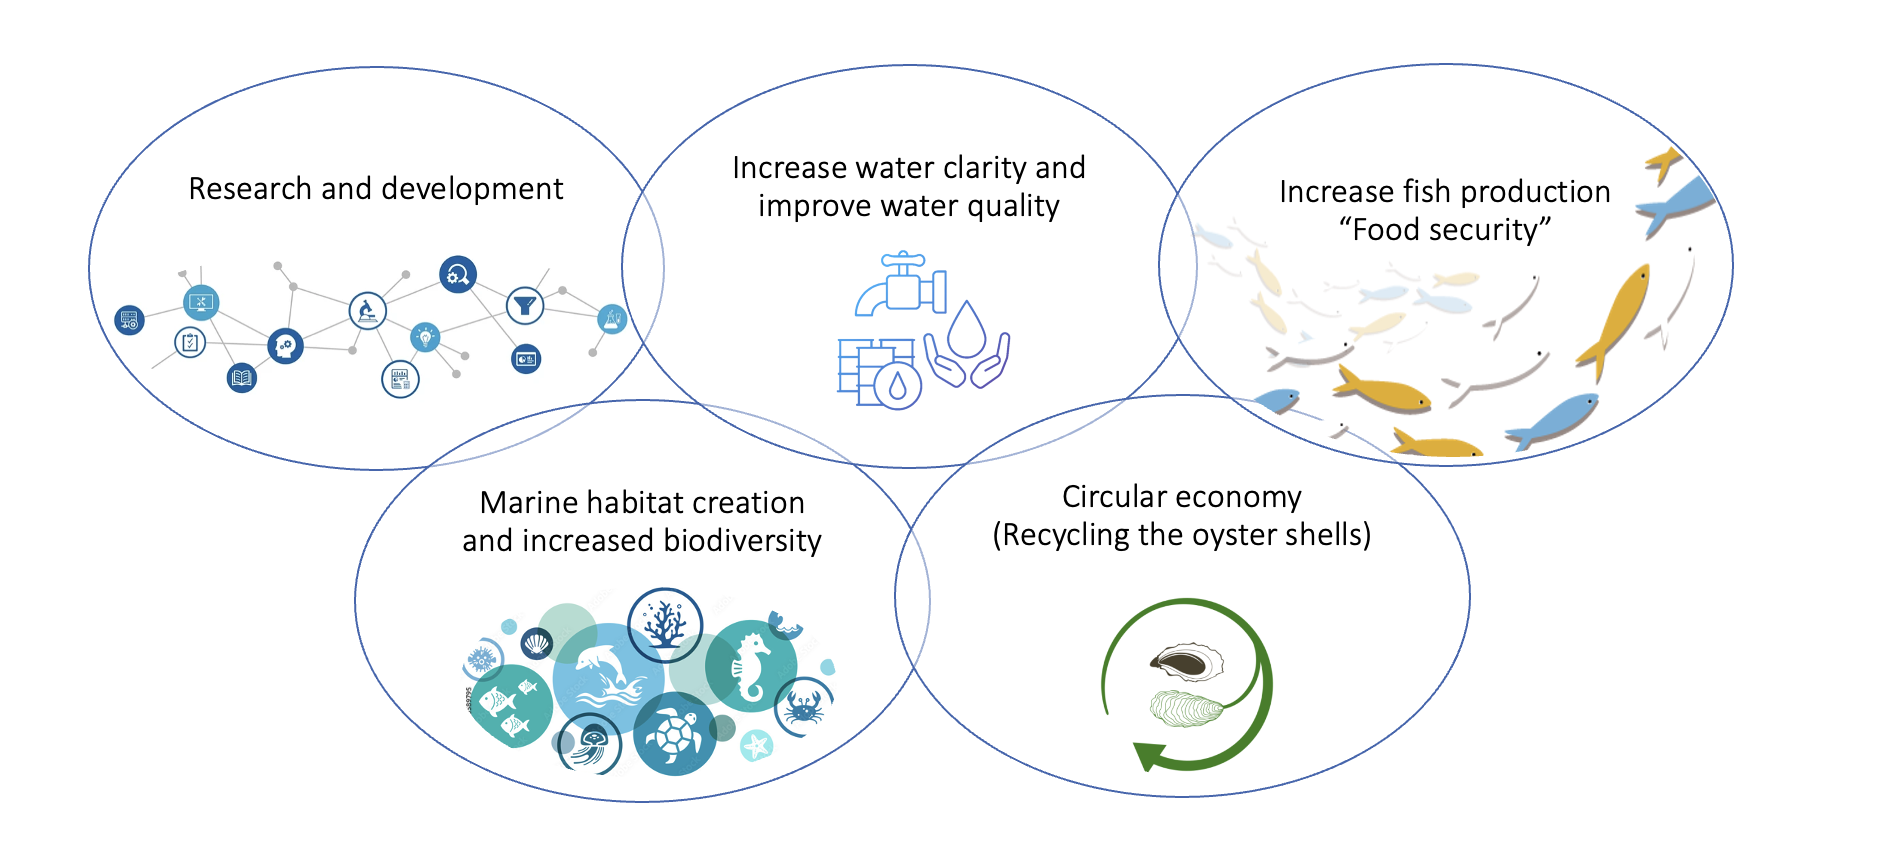 Research and development
Increase water clarity and
improve water quality
Increase fish production
“Food security”
Marine habitat creation
and increased biodiversity
Circular economy
(Recycling the oyster shells)